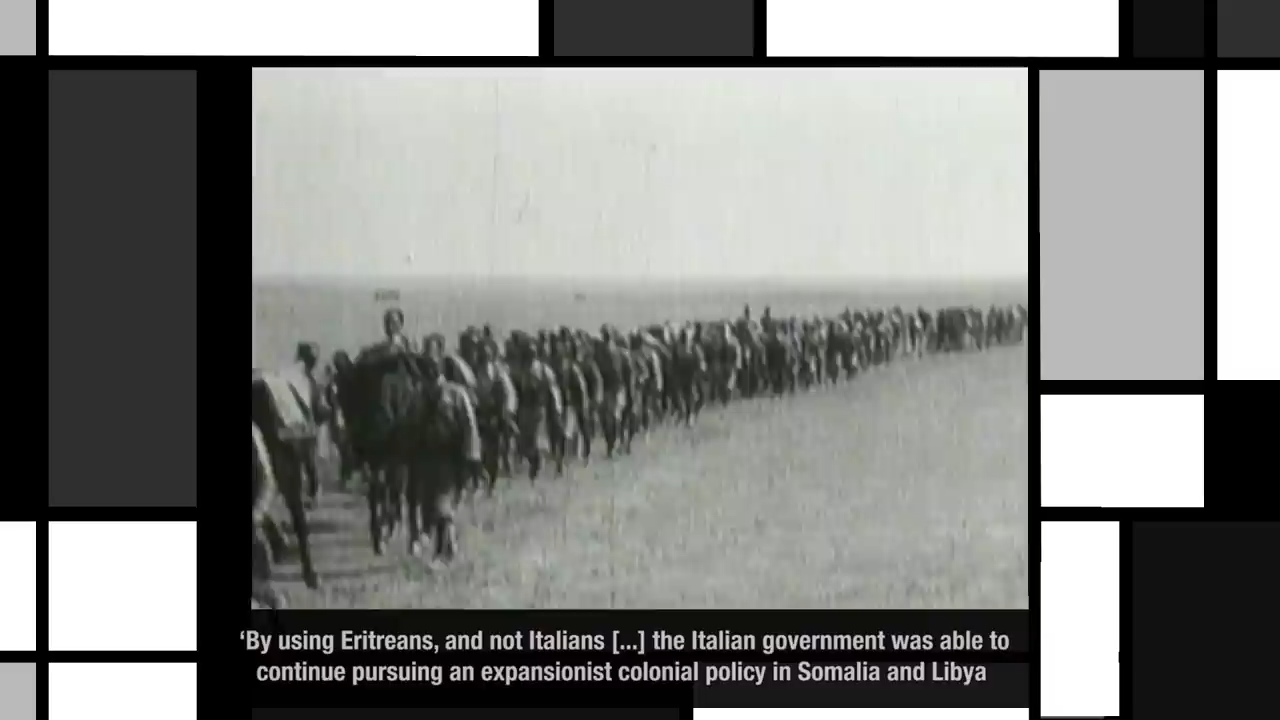 ‘By using Eritreans, and not Italians [...] the Italian government was able to
continue pursuing an expansionist colonial policy in Somalia and Libya